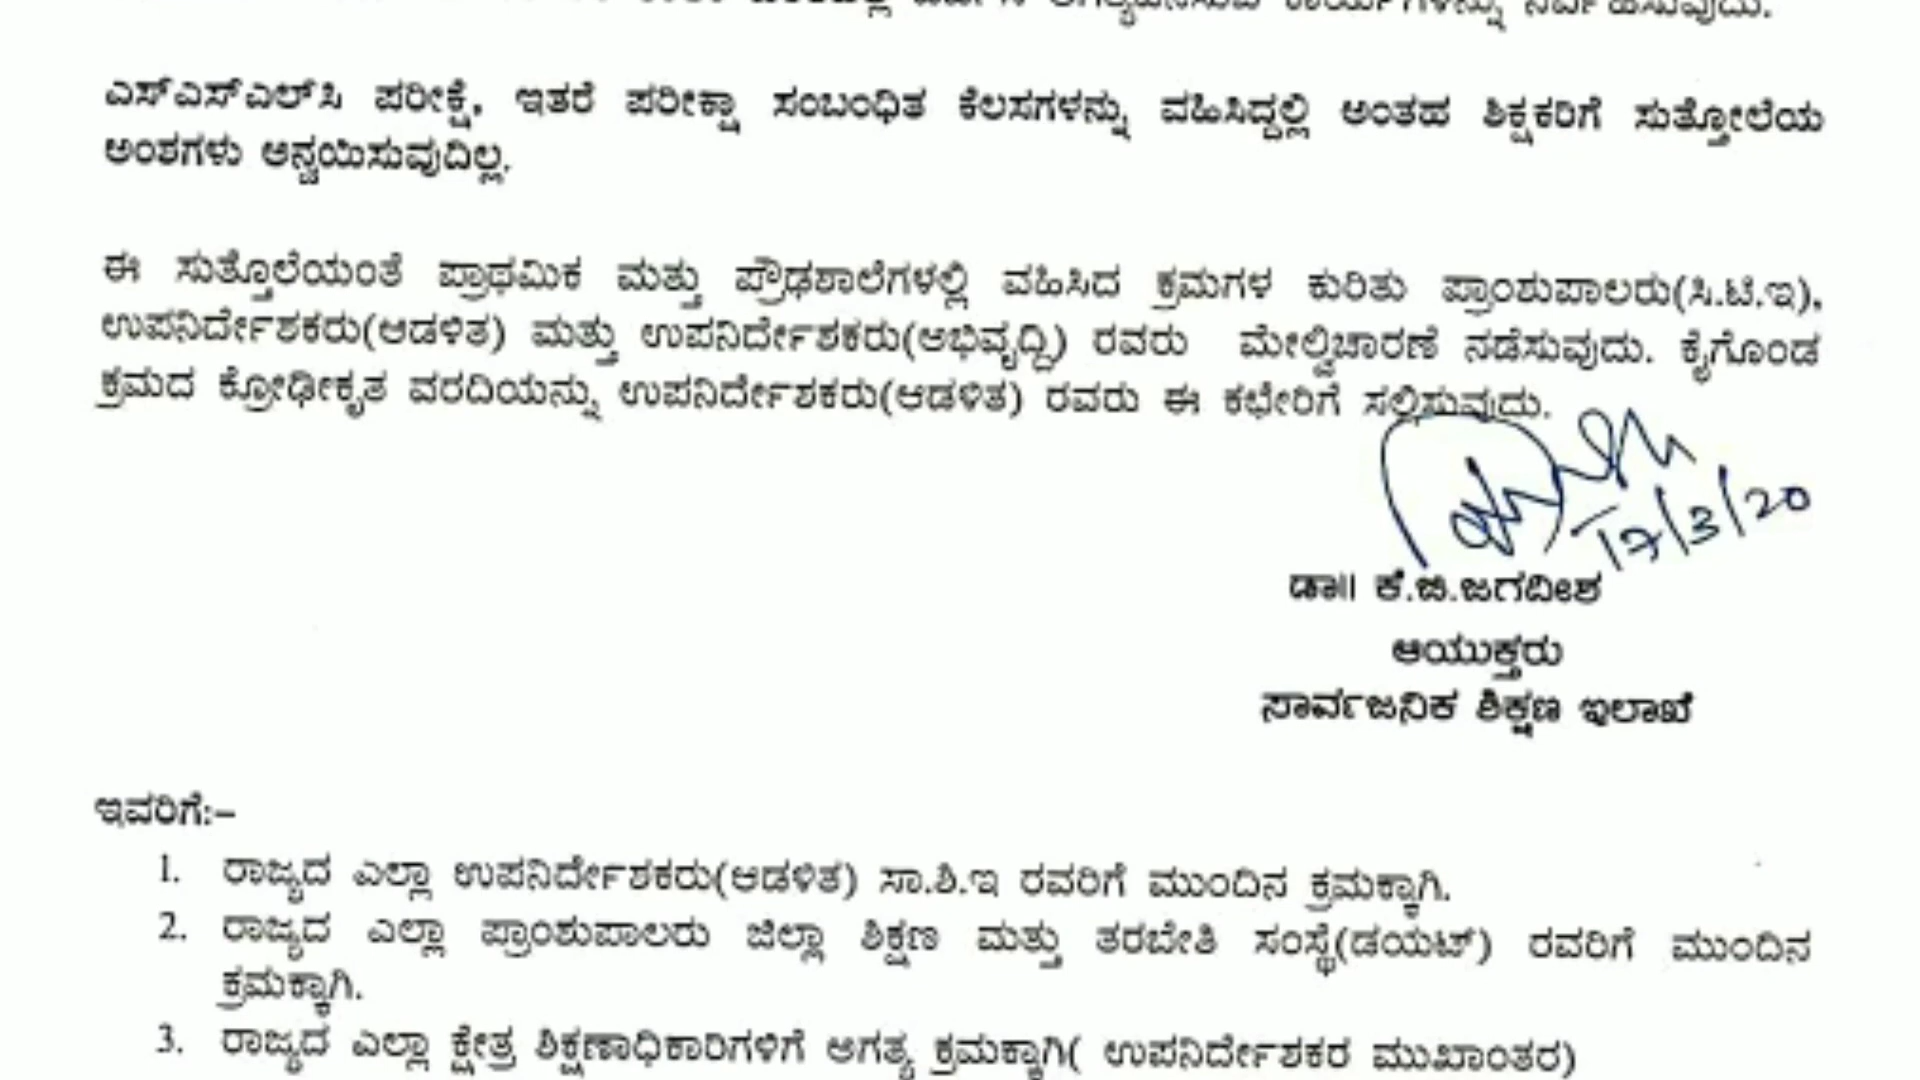 ನಿರ್ವಹಿಸುವುದು.
ಎಸ್ಎಸ್ಎಲ್‌ಸಿ ಪರೀಕ್ಷೆ, ಇತರೆ ಪರೀಕ್ಷಾ ಸಂಬಂಧಿತ ಕೆಲಸಗಳನ್ನು ವಹಿಸಿದ್ದಲ್ಲಿ ಅಂತಹ ಶಿಕ್ಷಕರಿಗೆ ಸುತ್ತೋಲೆಯ
ಅಂಶಗಳು ಅನ್ವಯಿಸುವುದಿಲ್ಲ.
ಈ ಸುತ್ತೊಲೆಯಂತೆ ಪ್ರಾಥಮಿಕ ಮತ್ತು ಪ್ರೌಢಶಾಲೆಗಳಲ್ಲಿ ವಹಿಸಿದ ಕ್ರಮಗಳ ಕುರಿತು ಪ್ರಾಂಶುಪಾಲರು(ಸಿ.ಟಿ.ಇ),
ಉಪನಿರ್ದೇಶಕರು(ಆಡಳಿತ) ಮತ್ತು ಉಪನಿರ್ದೇಶಕರು(ಅಭಿವೃದ್ಧಿ) ರವರು ಮೇಲ್ವಿಚಾರಣೆ ನಡೆಸುವುದು. ಕೈಗೊಂಡ
ಕ್ರಮದ ಕ್ರೋಢೀಕೃತ ವರದಿಯನ್ನು ಉಪನಿರ್ದೇಶಕರು(ಆಡಳಿತ) ರವರು ಈ ಕಛೇರಿಗೆ ಸಲ್ಲಿಸುವುದು.
17/3/20
ಡಾ|| ಕೆ.ಜಿ.ಜಗದೀಶ
ಆಯುಕ್ತರು
ಸಾರ್ವಜನಿಕ ಶಿಕ್ಷಣ ಇಲಾಖೆ
ಇವರಿಗೆ:–
1. ರಾಜ್ಯದ ಎಲ್ಲಾ ಉಪನಿರ್ದೇಶಕರು(ಆಡಳಿತ) ಸಾ.ಶಿ.ಇ ರವರಿಗೆ ಮುಂದಿನ ಕ್ರಮಕ್ಕಾಗಿ.
2. ರಾಜ್ಯದ ಎಲ್ಲಾ ಪ್ರಾಂಶುಪಾಲರು ಜಿಲ್ಲಾ ಶಿಕ್ಷಣ ಮತ್ತು ತರಬೇತಿ ಸಂಸ್ಥೆ(ಡಯಟ್) ರವರಿಗೆ ಮುಂದಿನ
ಕ್ರಮಕ್ಕಾಗಿ.
3. ರಾಜ್ಯದ ಎಲ್ಲಾ ಕ್ಷೇತ್ರ ಶಿಕ್ಷಣಾಧಿಕಾರಿಗಳಿಗೆ ಅಗತ್ಯ ಕ್ರಮಕ್ಕಾಗಿ( ಉಪನಿರ್ದೇಶಕರ ಮುಖಾಂತರ)